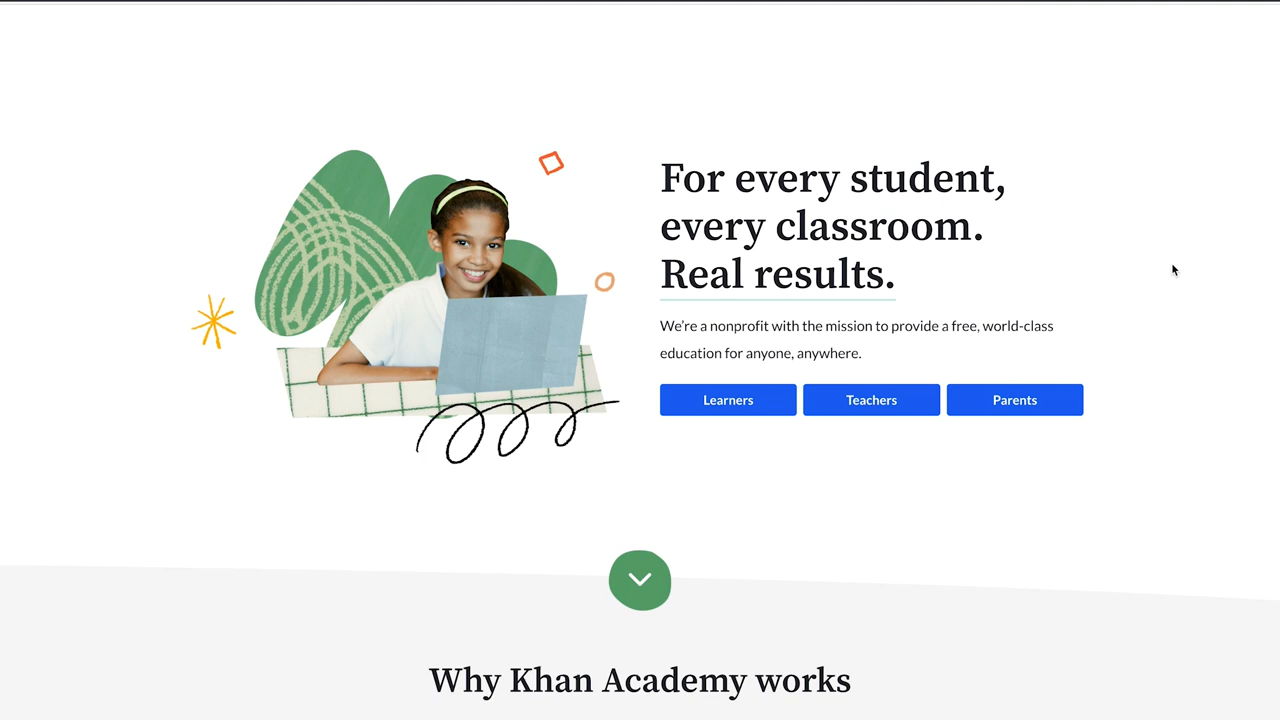 For every student,
every classroom.
Real results.
We're a nonprofit with the mission to provide a free, world-class
education for anyone, anywhere.
Learners
Teachers
Parents
Why Khan Academy works